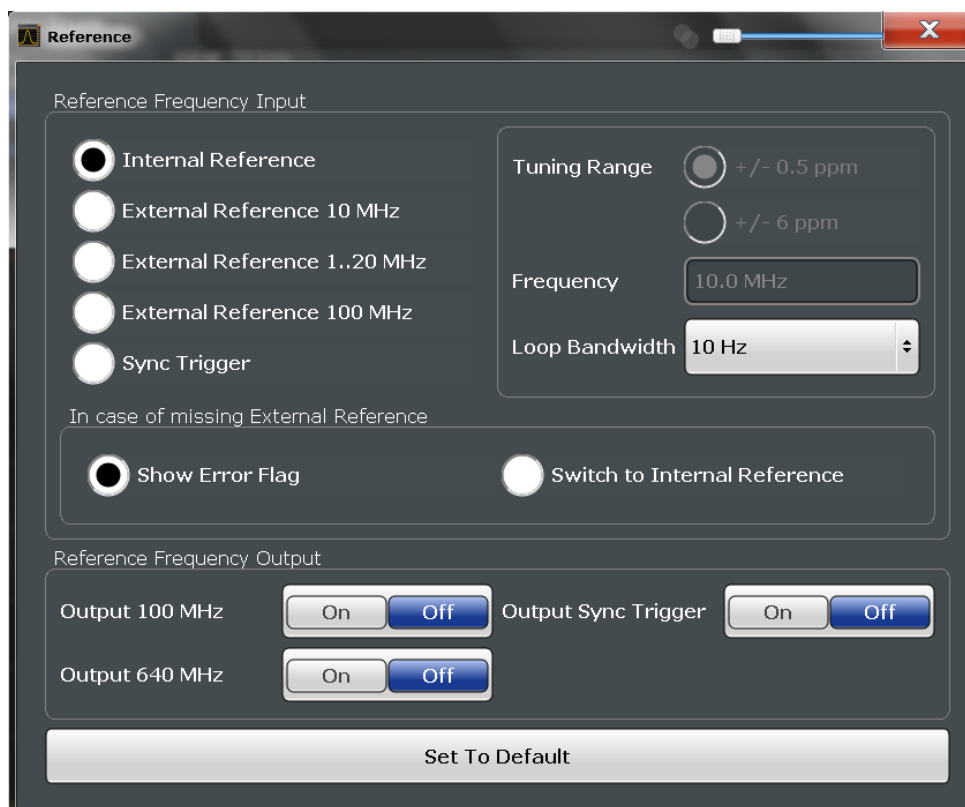 Reference
Reference Frequency Input
Internal Reference
External Reference 10 MHz
External Reference 1..20 MHz
External Reference 100 MHz
Sync Trigger
Tuning Range
+/- 0.5 ppm
+/- 6 ppm
Frequency
10.0 MHz
Loop Bandwidth
10 Hz
In case of missing External Reference
Show Error Flag
Switch to Internal Reference
Reference Frequency Output
Output 100 MHz
On
Off
Output Sync Trigger
On
Off
Output 640 MHz
On
Off
Set To Default